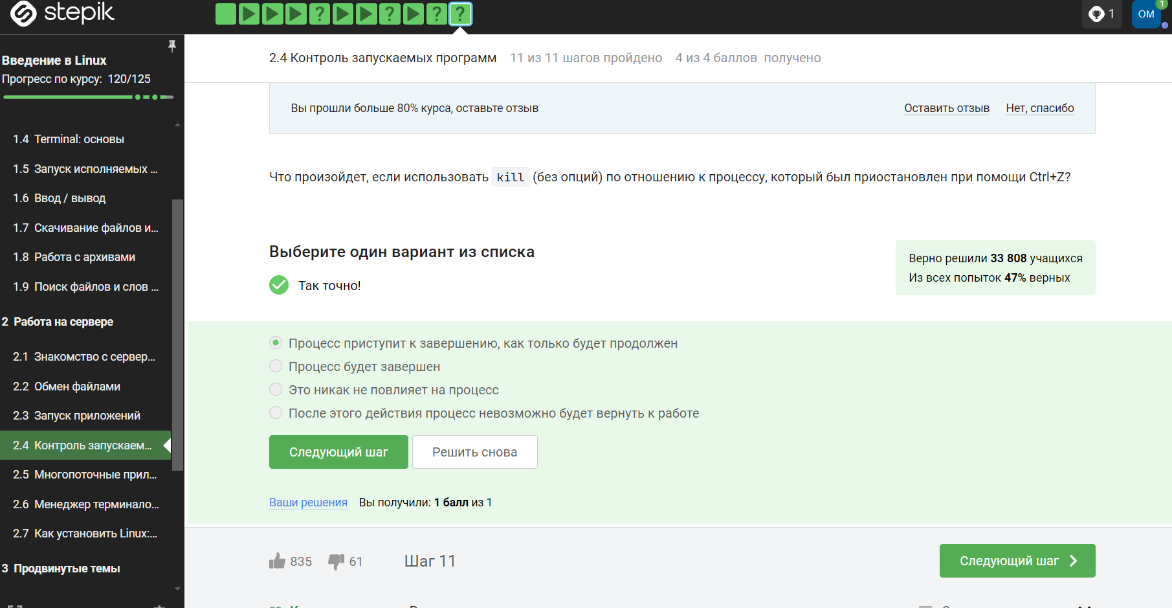 stepik
? ? ? ?
1
ОМ
1
Введение в Linux
Прогресс по курсу: 120/125
1.4 Terminal: основы
1.5 Запуск исполняемых ...
1.6 Ввод / вывод
1.7 Скачивание файлов и...
1.8 Работа с архивами
1.9 Поиск файлов и слов ...
2 Работа на сервере
2.1 Знакомство с сервер...
2.2 Обмен файлами
2.3 Запуск приложений
2.4 Контроль запускаем...
2.5 Многопоточные прил...
2.6 Менеджер терминало...
2.7 Как установить Linux:...
3 Продвинутые темы
2.4 Контроль запускаемых программ 11 из 11 шагов пройдено 4 из 4 баллов получено
Вы прошли больше 80% курса, оставьте отзыв Оставить отзыв Нет, спасибо
Что произойдет, если использовать kill (без опций) по отношению к процессу, который был приостановлен при помощи Ctrl+Z?
Выберите один вариант из списка
Так точно!
Верно решили 33 808 учащихся
Из всех попыток 47% верных
Процесс приступит к завершению, как только будет продолжен
Процесс будет завершен
Это никак не повлияет на процесс
После этого действия процесс невозможно будет вернуть к работе
Следующий шаг Решить снова
Ваши решения Вы получили: 1 балл из 1
835 61 Шаг 11 Следующий шаг